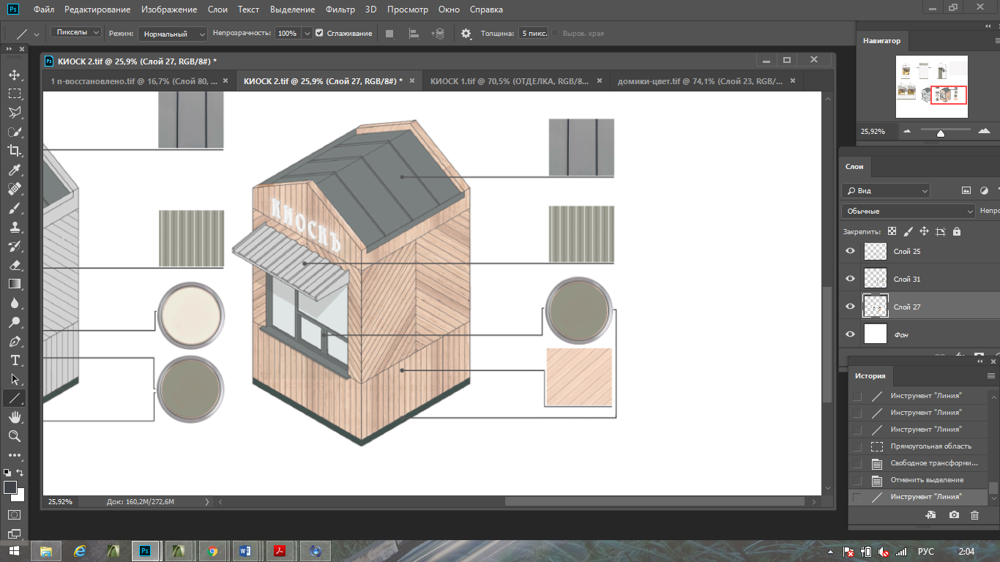 Ps Файл Редактирование Изображение Слои Текст Выделение Фильтр 3D Просмотр Окно Справка
Пикселы Режим: Нормальный Непрозрачность: 100% Сглаживание Толщина: 5 пикс. Выров. края
Ps КИОСК 2.tif @ 25,9% (Слой 27, RGB/8#) *
1 п-восстановлено.tif @ 16,7% (Слой 80, ... × КИОСК 2.tif @ 25,9% (Слой 27, RGB/8#) * × КИОСК 1.tif @ 70,5% (ОТДЕЛКА, RGB/8... × домики-цвет.tif @ 74,1% (Слой 23, RGB/... ×
КИОСКЪ
25,92% Док: 160,2M/272,6M
Навигатор
25,92%
Слои
Вид
Обычные Непро
Закрепить:
Слой 25
Слой 31
Слой 27
Фон
История
Инструмент "Линия"
Инструмент "Линия"
Инструмент "Линия"
Прямоугольная область
Свободное трансформи...
Отменить выделение
Инструмент "Линия"
Ps W РУС 2:04